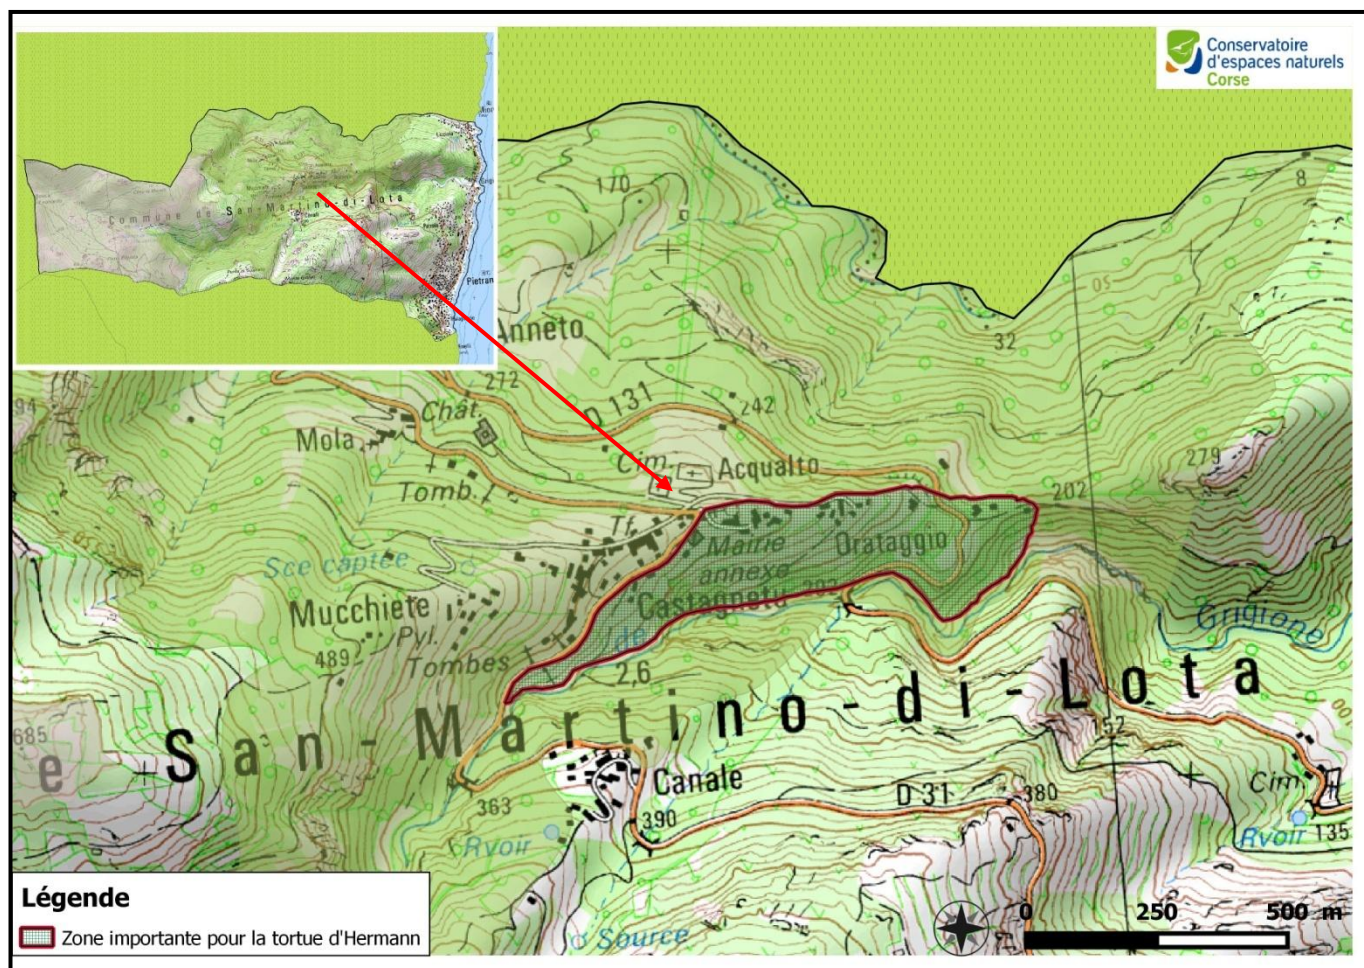 Conservatoire
d'espaces naturels
Corse
Commune de San-Martino-di-Lota
Pietran
170
8
50
32
Anneto
272
D 131
242
Chât.
Mola
Cim.
Acqualto
279
Tomb.
202
Tf.
Mairie
annexe
Orataggio
Sce captée
Castagneto
Mucchiete
Grigione
Pyl.
489
Tombes
2,6
San-Martino-di-Lota
685
e
152
Canale
363
D 31
380
Cim.
390
Rvoir
Rvoir
135
Source
Légende
Zone importante pour la tortue d'Hermann
0 250 500 m